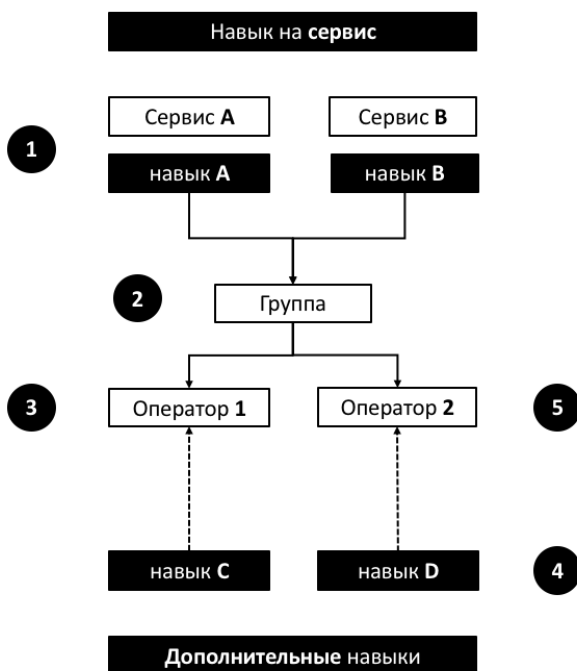 Навык на сервис
Сервис A
Сервис B
1
навык A
навык B
2
Группа
3
Оператор 1
Оператор 2
5
навык C
навык D
4
Дополнительные навыки